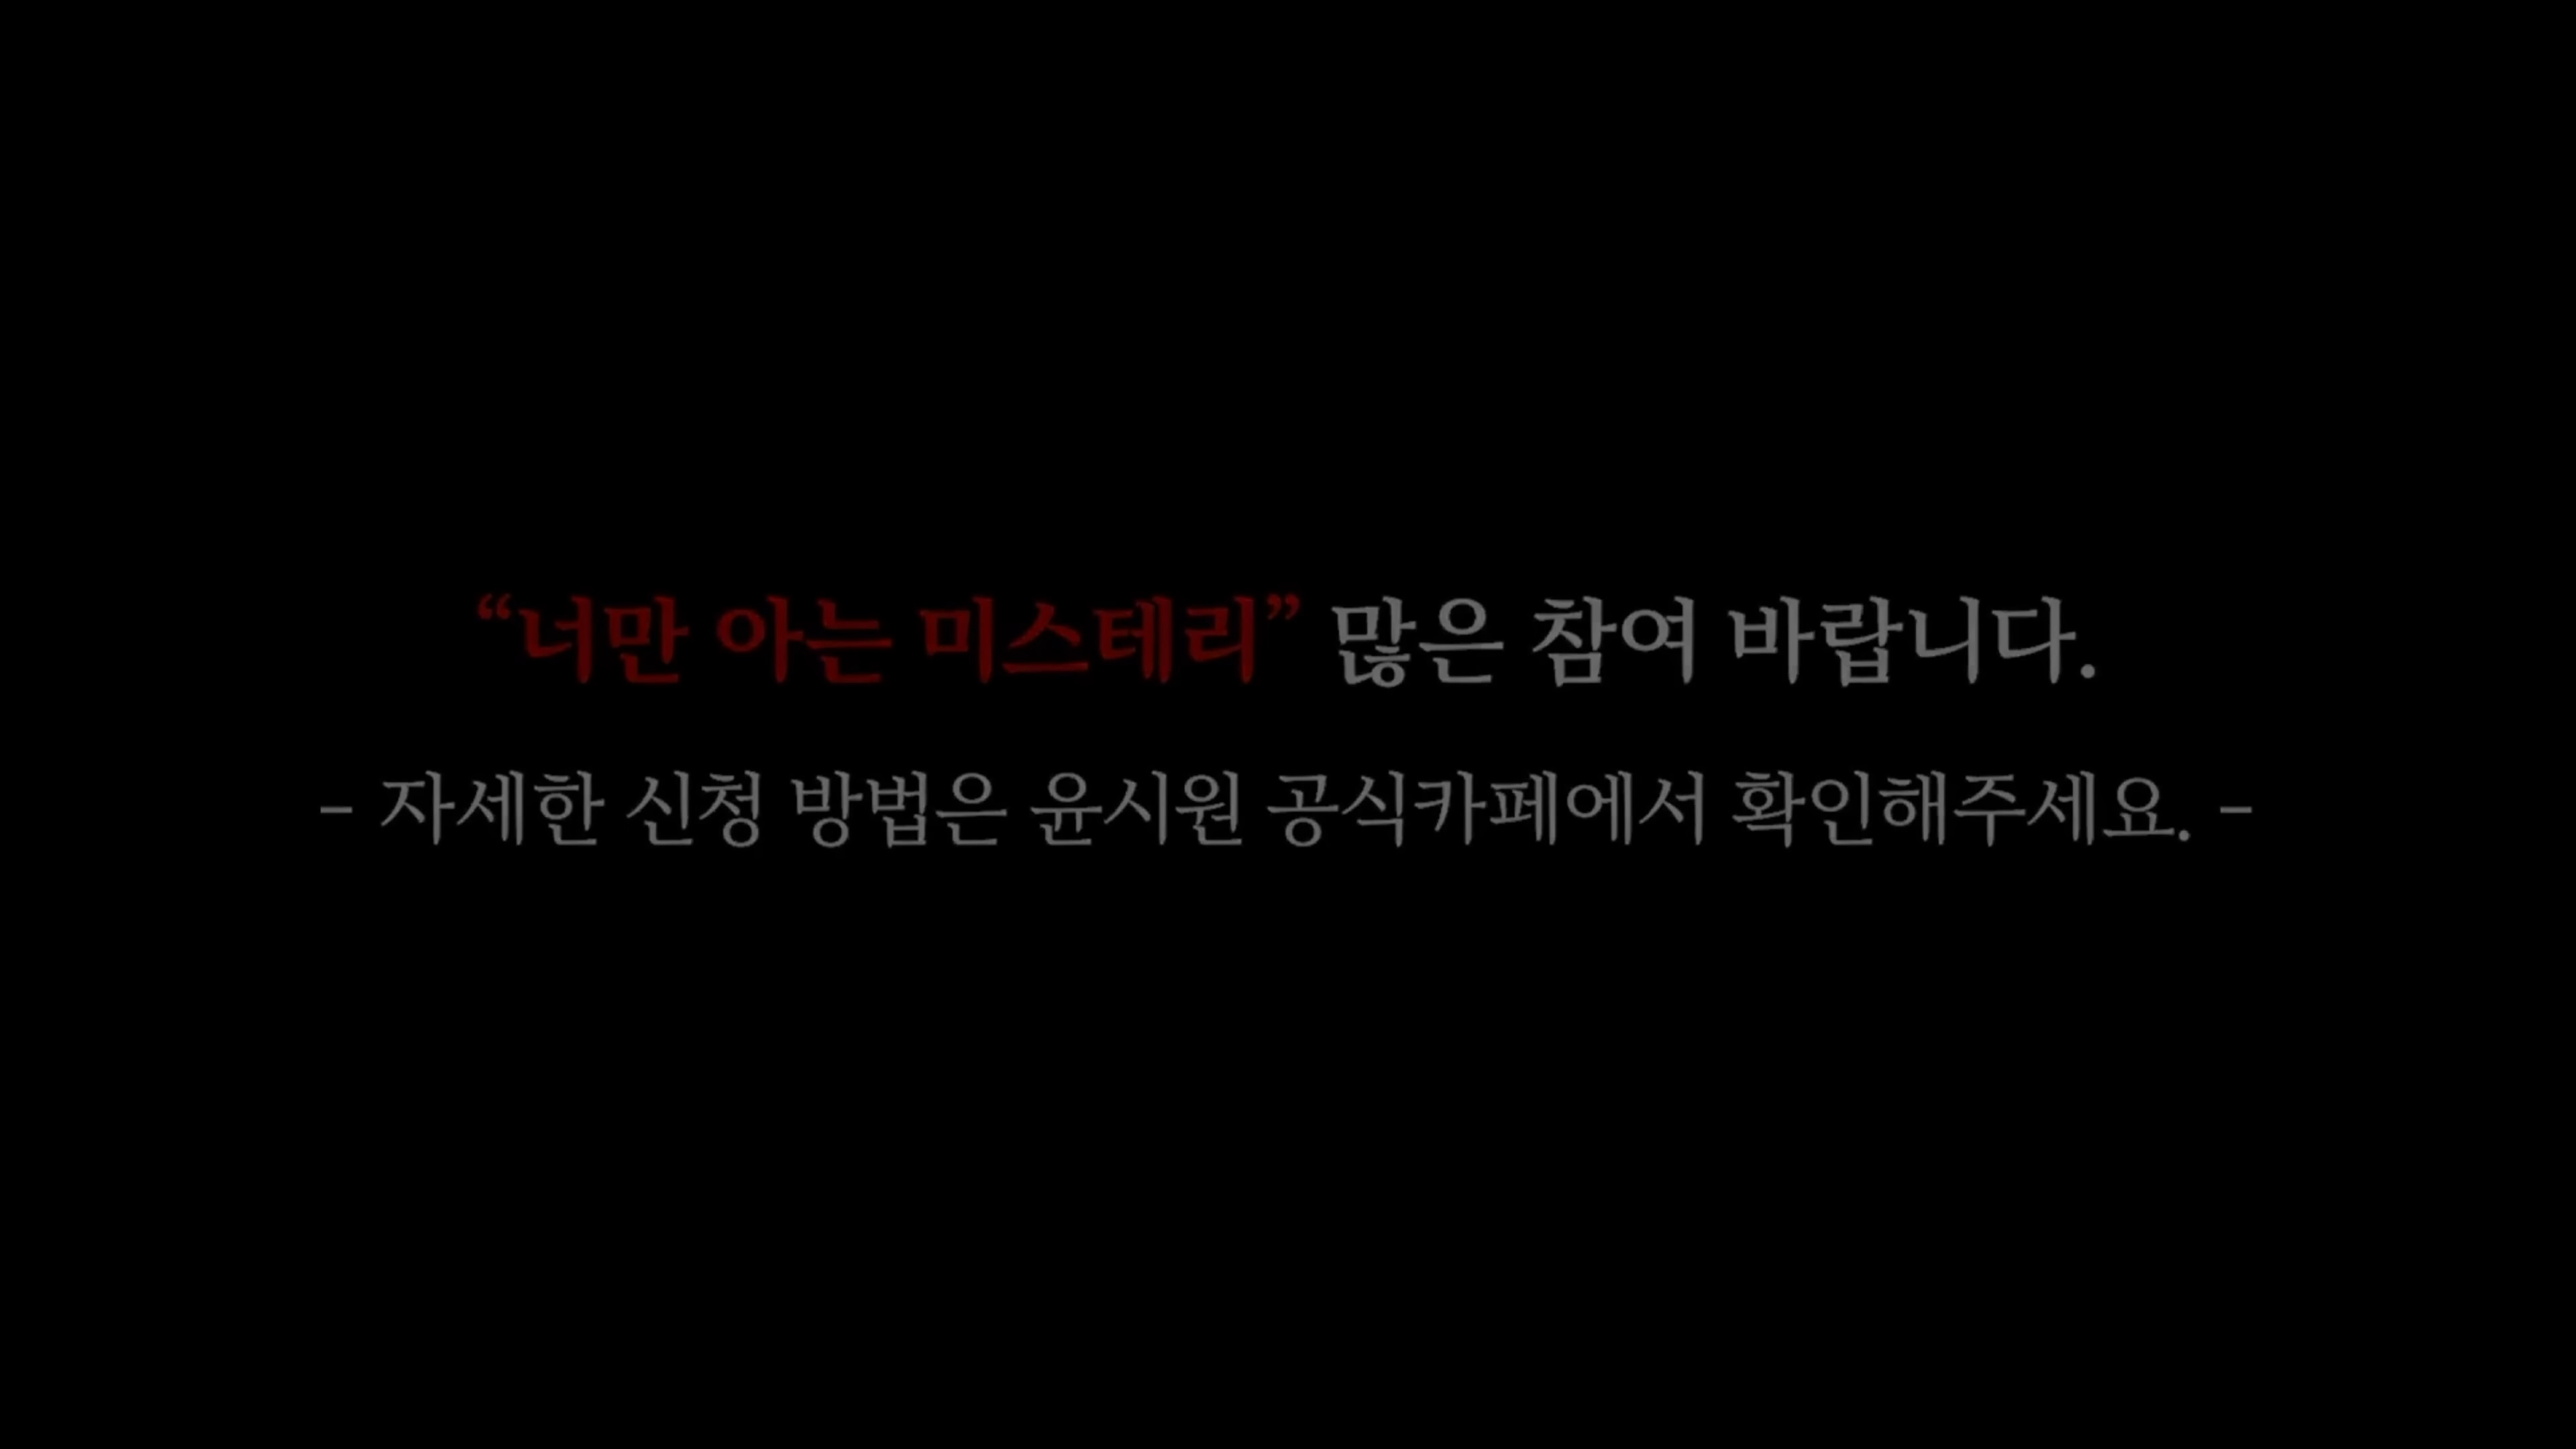 “너만 아는 미스테리” 많은 참여 바랍니다.
- 자세한 신청 방법은 윤시원 공식카페에서 확인해주세요. -